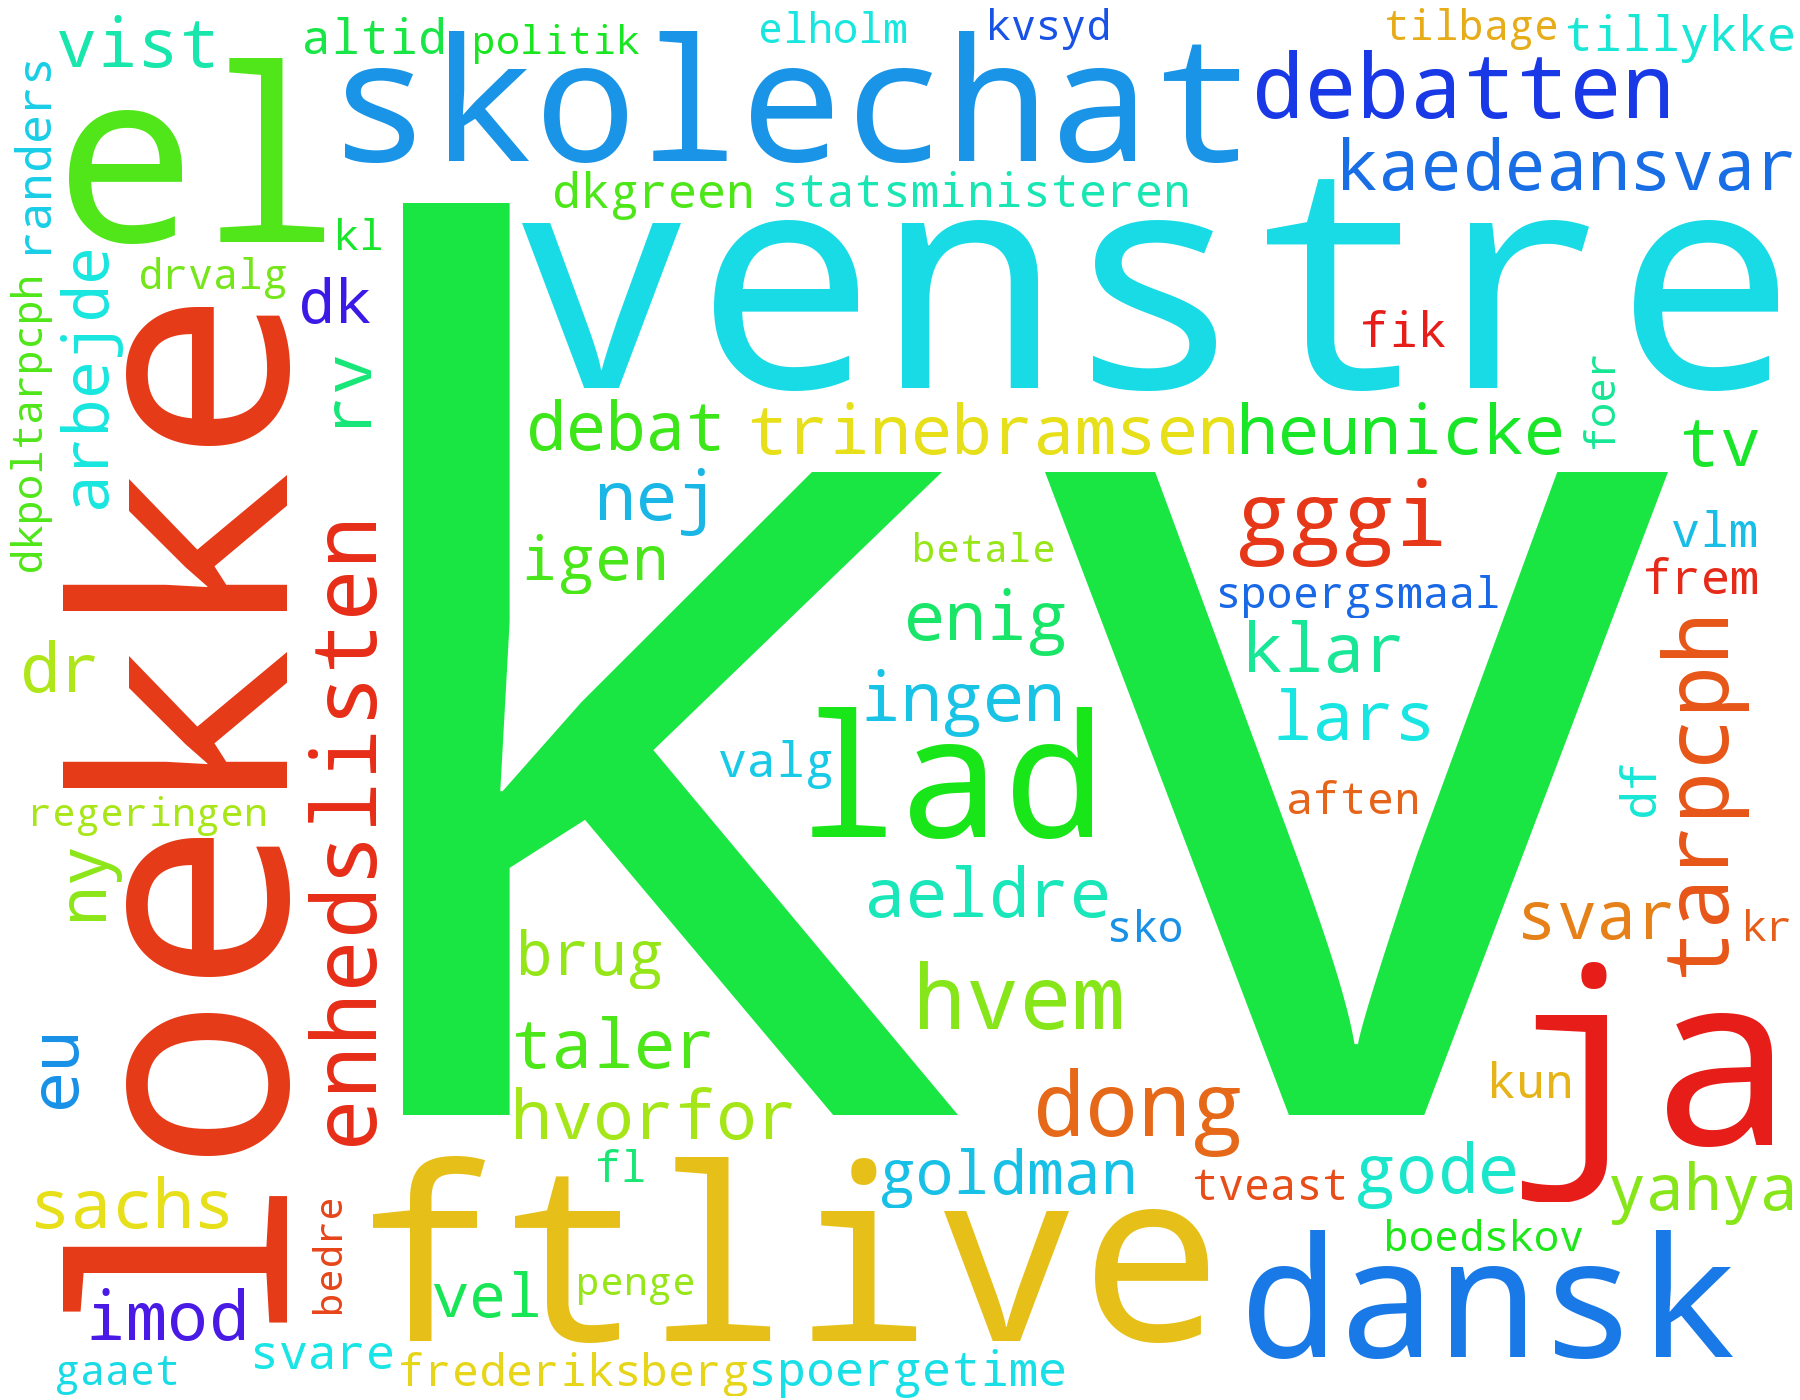 vist
altid
politik
elholm
kvsyd
tilbage
tillykke
randers
el
skolechat
debatten
kaedeansvar
dkgreen
statsministeren
kl
venstre
arbejde
drvalg
dk
fik
dkpoltarpcph
rv
foer
debat
trinebramsen
heunicke
tv
loekke
kv
nej
gggi
vlm
igen
betale
frem
enhedslisten
spoergsmaal
enig
klar
tarpcph
dr
ingen
lars
lad
valg
df
regeringen
aften
ny
aeldre
svar
sko
kr
brug
hvem
ja
eu
taler
kun
hvorfor
dong
fl
goldman
tveast
gode
yahya
sachs
bedre
ftlive
boedskov
dansk
imod
vel
penge
svare
gaaet
frederiksberg
spoergetime